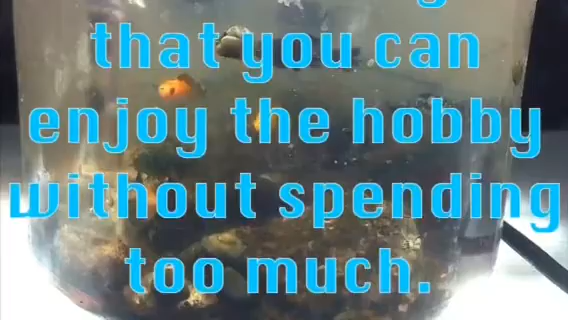 that you can
enjoy the hobby
without spending
too much.